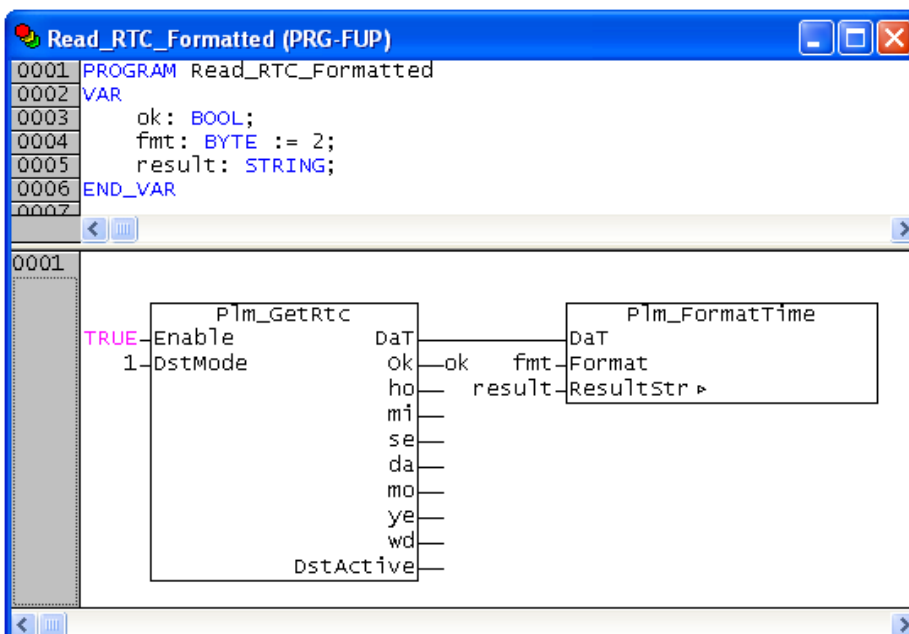 Read_RTC_Formatted (PRG-FUP)
0001 PROGRAM Read_RTC_Formatted
0002 VAR
0003 ok: BOOL;
0004 fmt: BYTE := 2;
0005 result: STRING;
0006 END_VAR
0007
0001
Plm_GetRtc Plm_FormatTime
TRUE Enable DaT DaT
1 DstMode Ok ok fmt Format
ho result ResultStr
mi
se
da
mo
ye
wd
DstActive